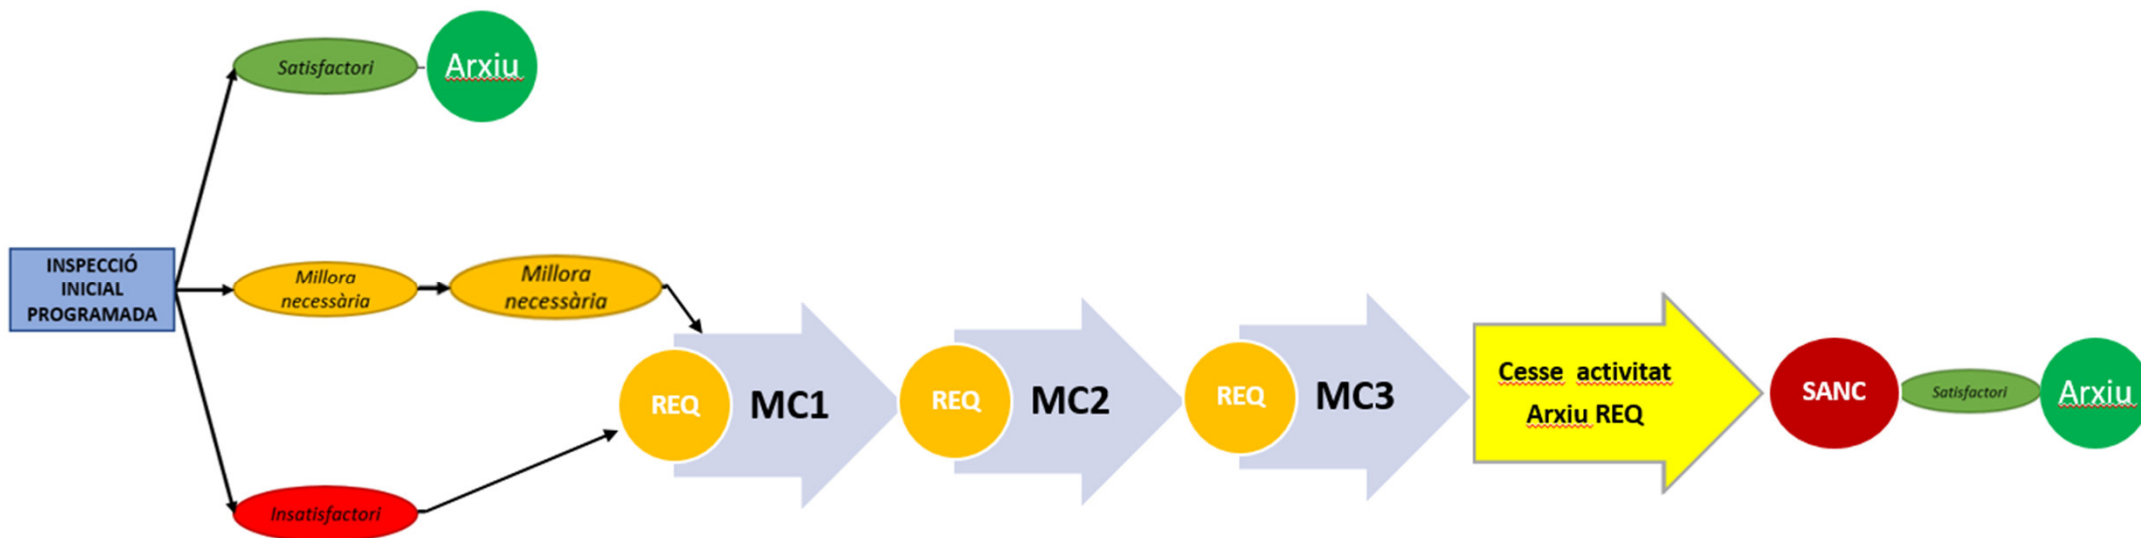 Satisfactori
Arxiu
INSPECCIÓ
INICIAL
PROGRAMADA
Millora
necessària
Millora
necessària
Insatisfactori
REQ
MC1
REQ
MC2
REQ
MC3
Cesse activitat
Arxiu REQ
SANC
Satisfactori
Arxiu